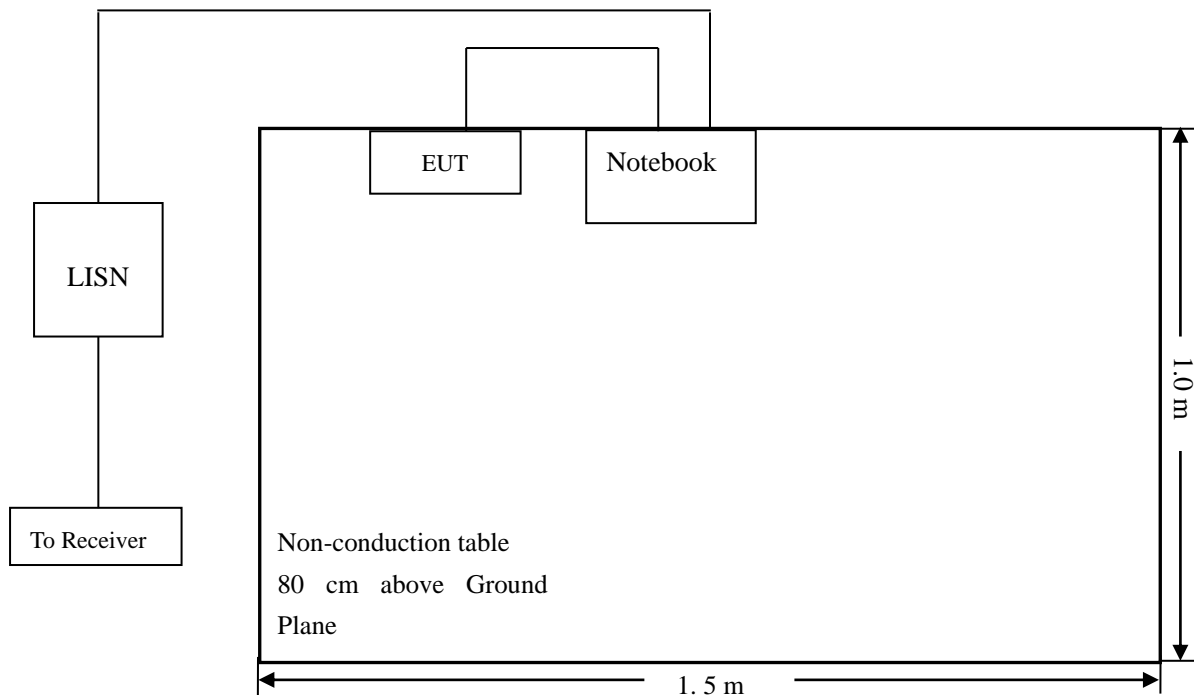 EUT
Notebook
LISN
1.0 m
To Receiver
Non-conduction table
80 cm above Ground
Plane
1. 5 m